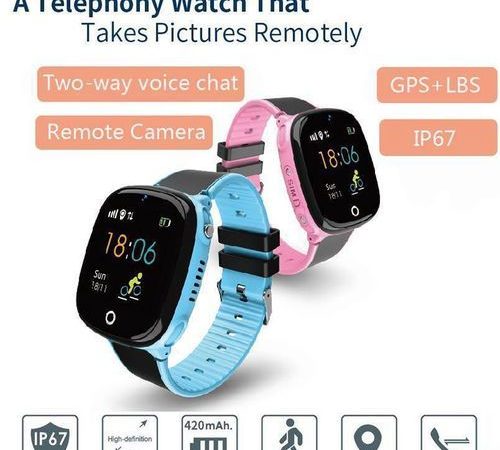 A Telephony Watch That
Takes Pictures Remotely
Two-way voice chat
GPS+LBS
Remote Camera
IP67
18:06
Sun
18/11
SIM
18:06
Sun
18/11
IP67
High-definition
420mAh.